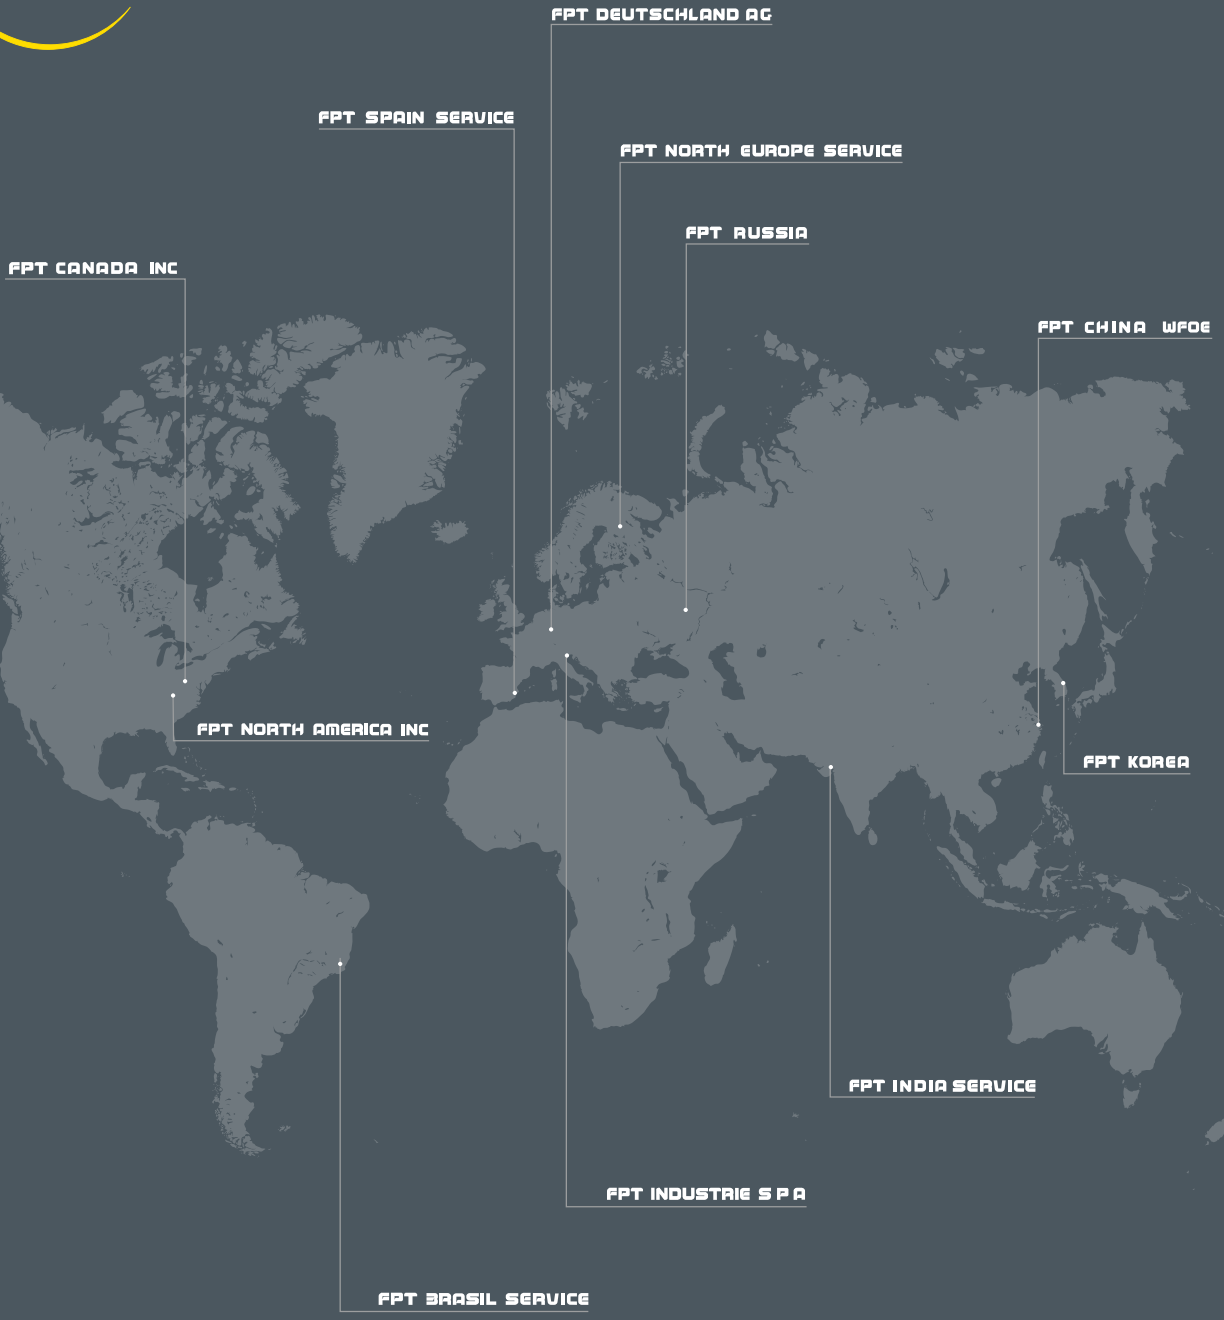 FPT DEUTSCHLAND AG
FPT SPAIN SERVICE
FPT NORTH EUROPE SERVICE
FPT RUSSIA
FPT CANADA INC
FPT CHINA WFOE
FPT NORTH AMERICA INC
FPT KOREA
FPT INDIA SERVICE
FPT INDUSTRIE S P A
FPT BRASIL SERVICE